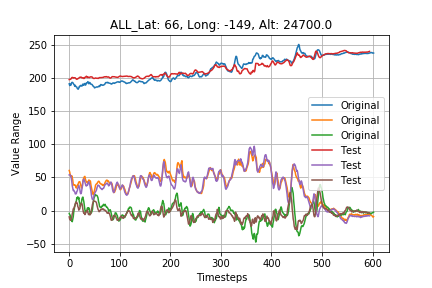 ALL_Lat: 66, Long: -149, Alt: 24700.0
250
200
150
100
50
0
−50
Value Range
Original
Original
Original
Test
Test
Test
0
100
200
300
400
500
600
Timesteps